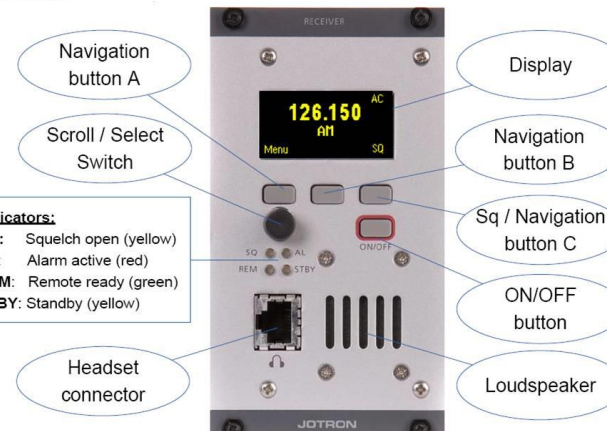 RECEIVER
Navigation
button A
Scroll / Select
Switch
Display
AC
126.150
AM
Menu
SQ
Navigation
button B
Sq / Navigation
button C
Squelch open (yellow)
Alarm active (red)
Remote ready (green)
BY: Standby (yellow)
SQ
AL
REM
STBY
ON/OFF
ON/OFF
button
Headset
connector
Loudspeaker
JOTRON